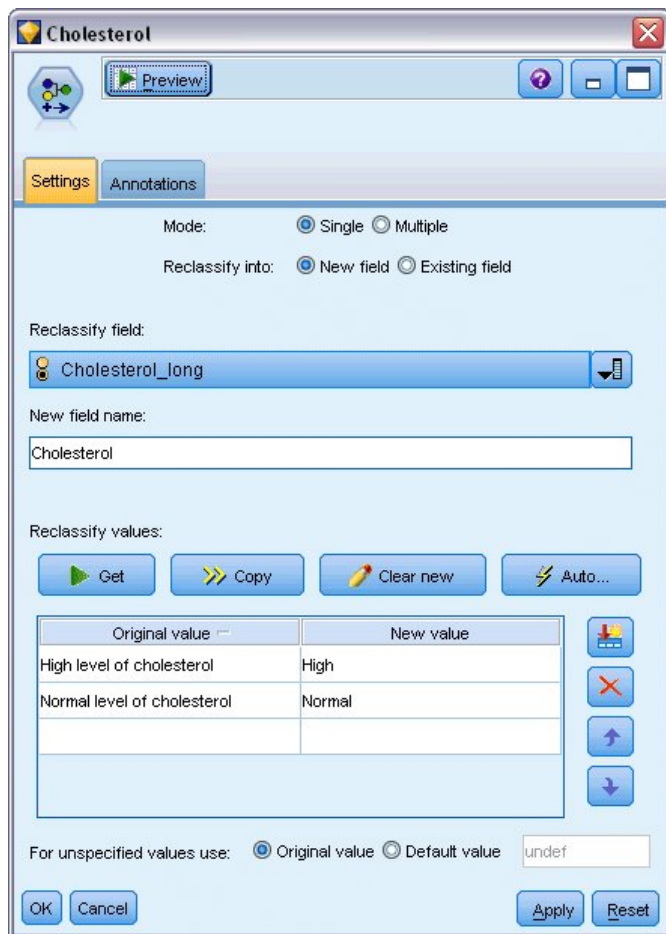 Cholesterol
Preview
Settings Annotations
Mode: Single Multiple
Reclassify into: New field Existing field
Reclassify field:
Cholesterol_long
New field name:
Cholesterol
Reclassify values:
Get Copy Clear new Auto...
Original value New value
High level of cholesterol High
Normal level of cholesterol Normal
For unspecified values use: Original value Default value undef
OK Cancel Apply Reset